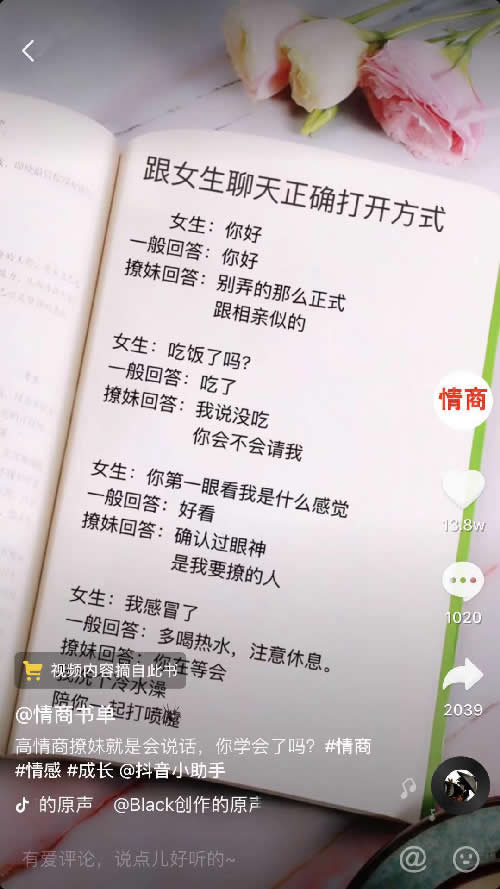 跟女生聊天正确打开方式
女生：你好
一般回答：你好
撩妹回答：别弄的那么正式
跟相亲似的
女生：吃饭了吗？
一般回答：吃了
撩妹回答：我说没吃
你会不会请我
女生：你第一眼看我是什么感觉
一般回答：好看
撩妹回答：确认过眼神
是我要撩的人
女生：我感冒了
一般回答：多喝热水，注意休息。
撩妹回答：你在等会
我洗个冷水澡
陪你一起打喷嚏
情商
13.8w
1020
2039
视频内容摘自此书
@情商书单
高情商撩妹就是会说话，你学会了吗？#情商
#情感 #成长 @抖音小助手
的原声 @Black创作的原声
有爱评论，说点儿好听的~